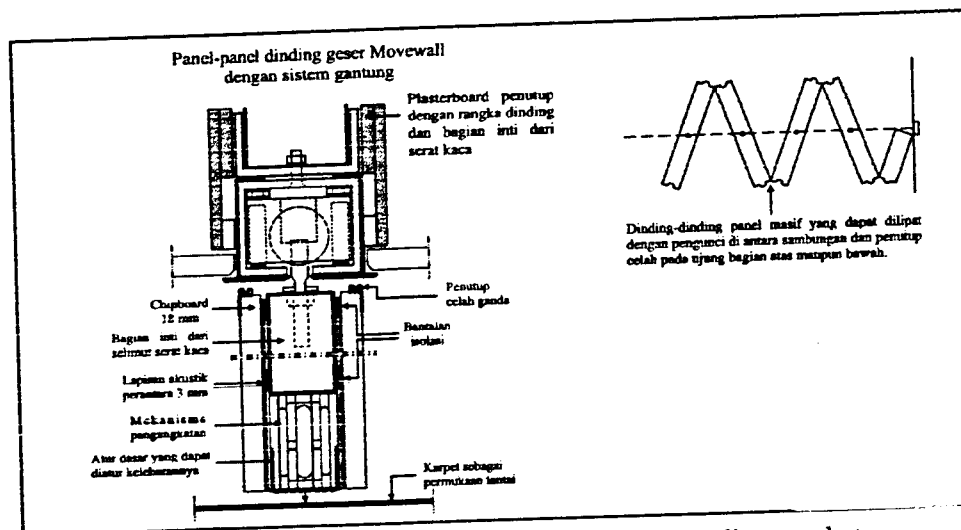 Panel-panel dinding geser Movewall
dengan sistem gantung
Plasterboard penutup
dengan rangka dinding
dan bagian inti dari
serat kaca
Dinding-dinding panel masif yang dapat dilipat
dengan pengunci di antara sambungan dan penutup
celah pada ujung bagian atas maupun bawah.
Chipboard
12 mm
Bagian inti dari
selimut serat kaca
Lapisan akustik
perantara 3 mm
Mekanisme
pengangkatan
Alur dasar yang dapat
diatur kelebarannya
Penutup
celah ganda
Bantalan
isolasi
Karpet sebagai
permukaan lantai